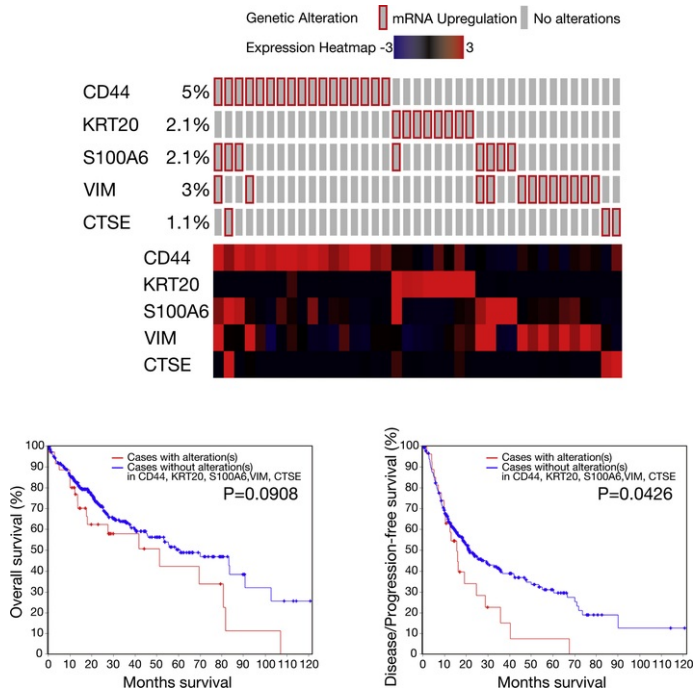 Genetic Alteration mRNA Upregulation No alterations
Expression Heatmap -3 3
CD44 5%
KRT20 2.1%
S100A6 2.1%
VIM 3%
CTSE 1.1%
CD44
KRT20
S100A6
VIM
CTSE
Overall survival (%)
100
90
80
70
60
50
40
30
20
10
0
Cases with alteration(s)
Cases without alteration(s)
in CD44, KRT20, S100A6,VIM, CTSE
P=0.0908
0 10 20 30 40 50 60 70 80 90 100 110 120
Months survival
Disease/Progression-free survival (%)
100
90
80
70
60
50
40
30
20
10
0
Cases with alteration(s)
Cases without alteration(s)
in CD44, KRT20, S100A6,VIM, CTSE
P=0.0426
0 10 20 30 40 50 60 70 80 90 100 110 120
Months survival